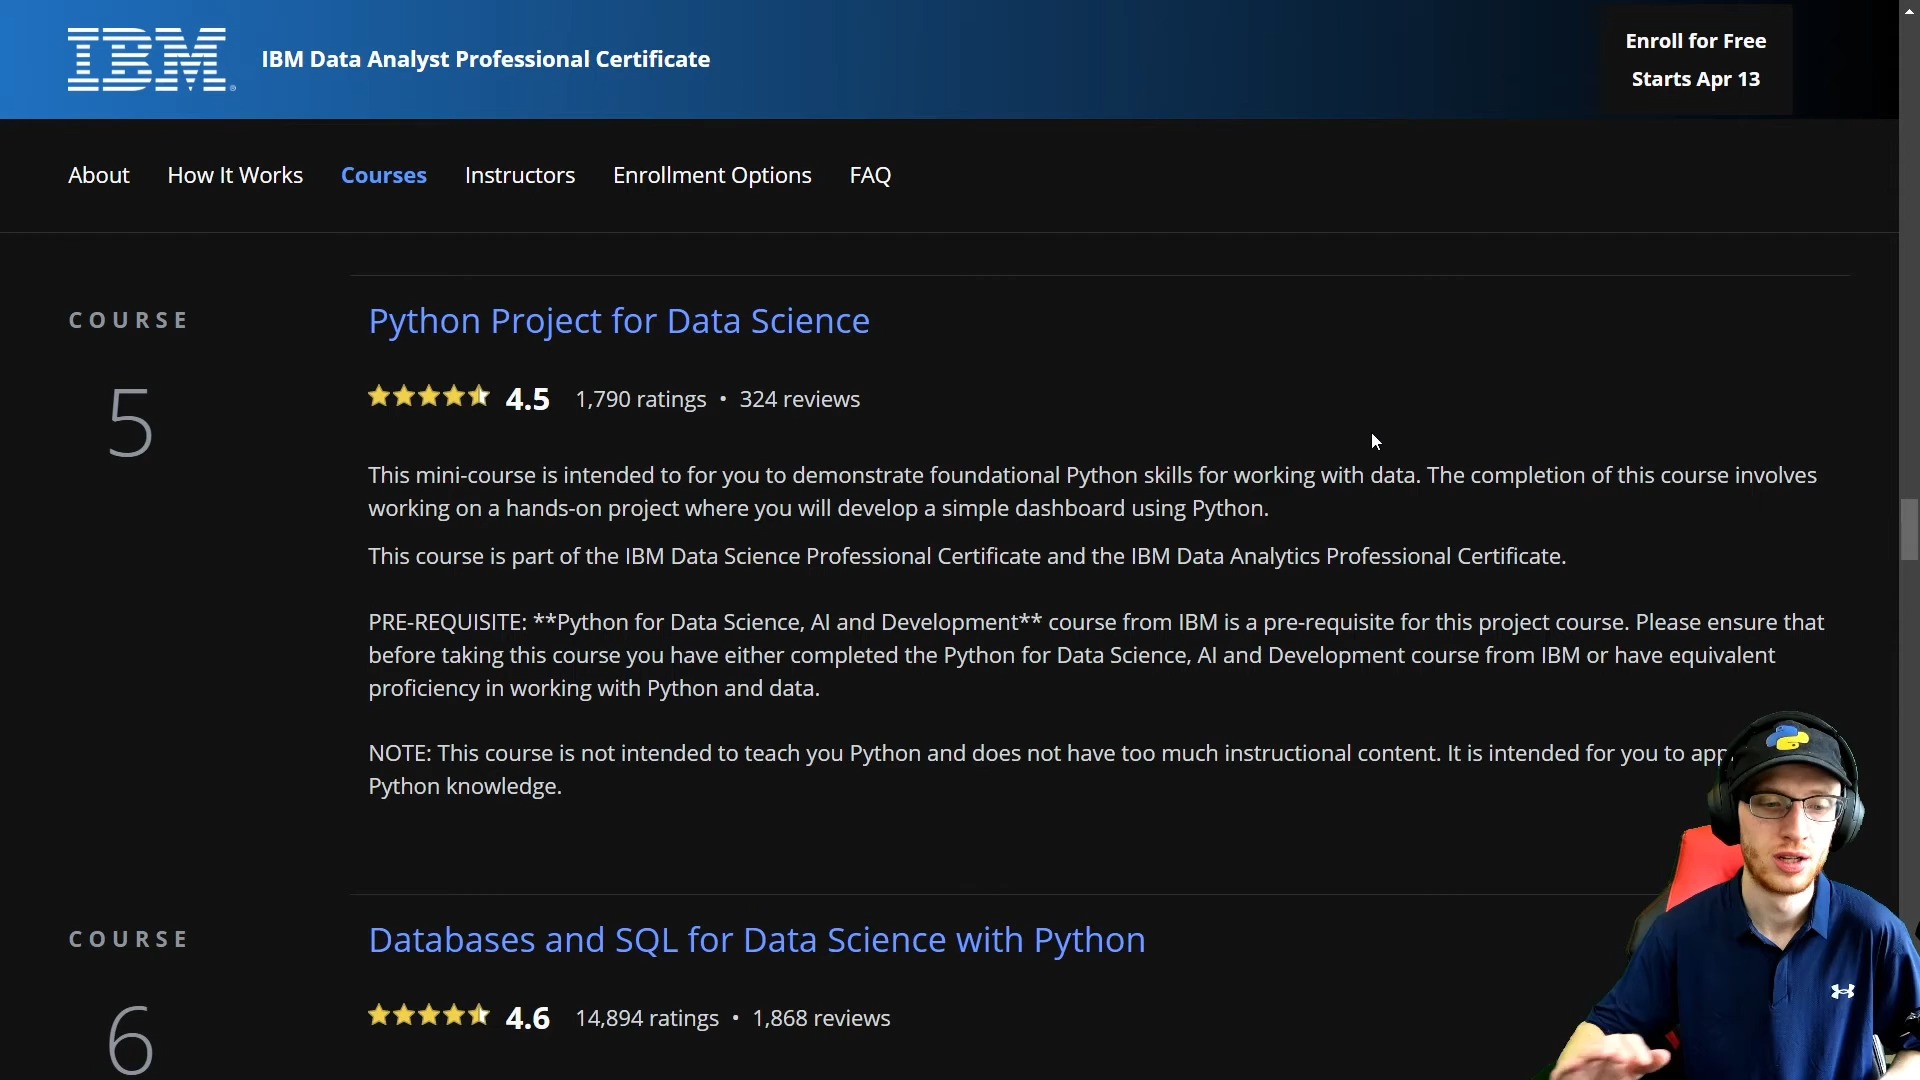 IBM
IBM Data Analyst Professional Certificate
Enroll for Free
Starts Apr 13
About How It Works Courses Instructors Enrollment Options FAQ
COURSE
5
Python Project for Data Science
4.5 1,790 ratings • 324 reviews
This mini-course is intended to for you to demonstrate foundational Python skills for working with data. The completion of this course involves
working on a hands-on project where you will develop a simple dashboard using Python.
This course is part of the IBM Data Science Professional Certificate and the IBM Data Analytics Professional Certificate.
PRE-REQUISITE: **Python for Data Science, AI and Development** course from IBM is a pre-requisite for this project course. Please ensure that
before taking this course you have either completed the Python for Data Science, AI and Development course from IBM or have equivalent
proficiency in working with Python and data.
NOTE: This course is not intended to teach you Python and does not have too much instructional content. It is intended for you to
Python knowledge.
COURSE
6
Databases and SQL for Data Science with Python
4.6 14,894 ratings • 1,868 reviews